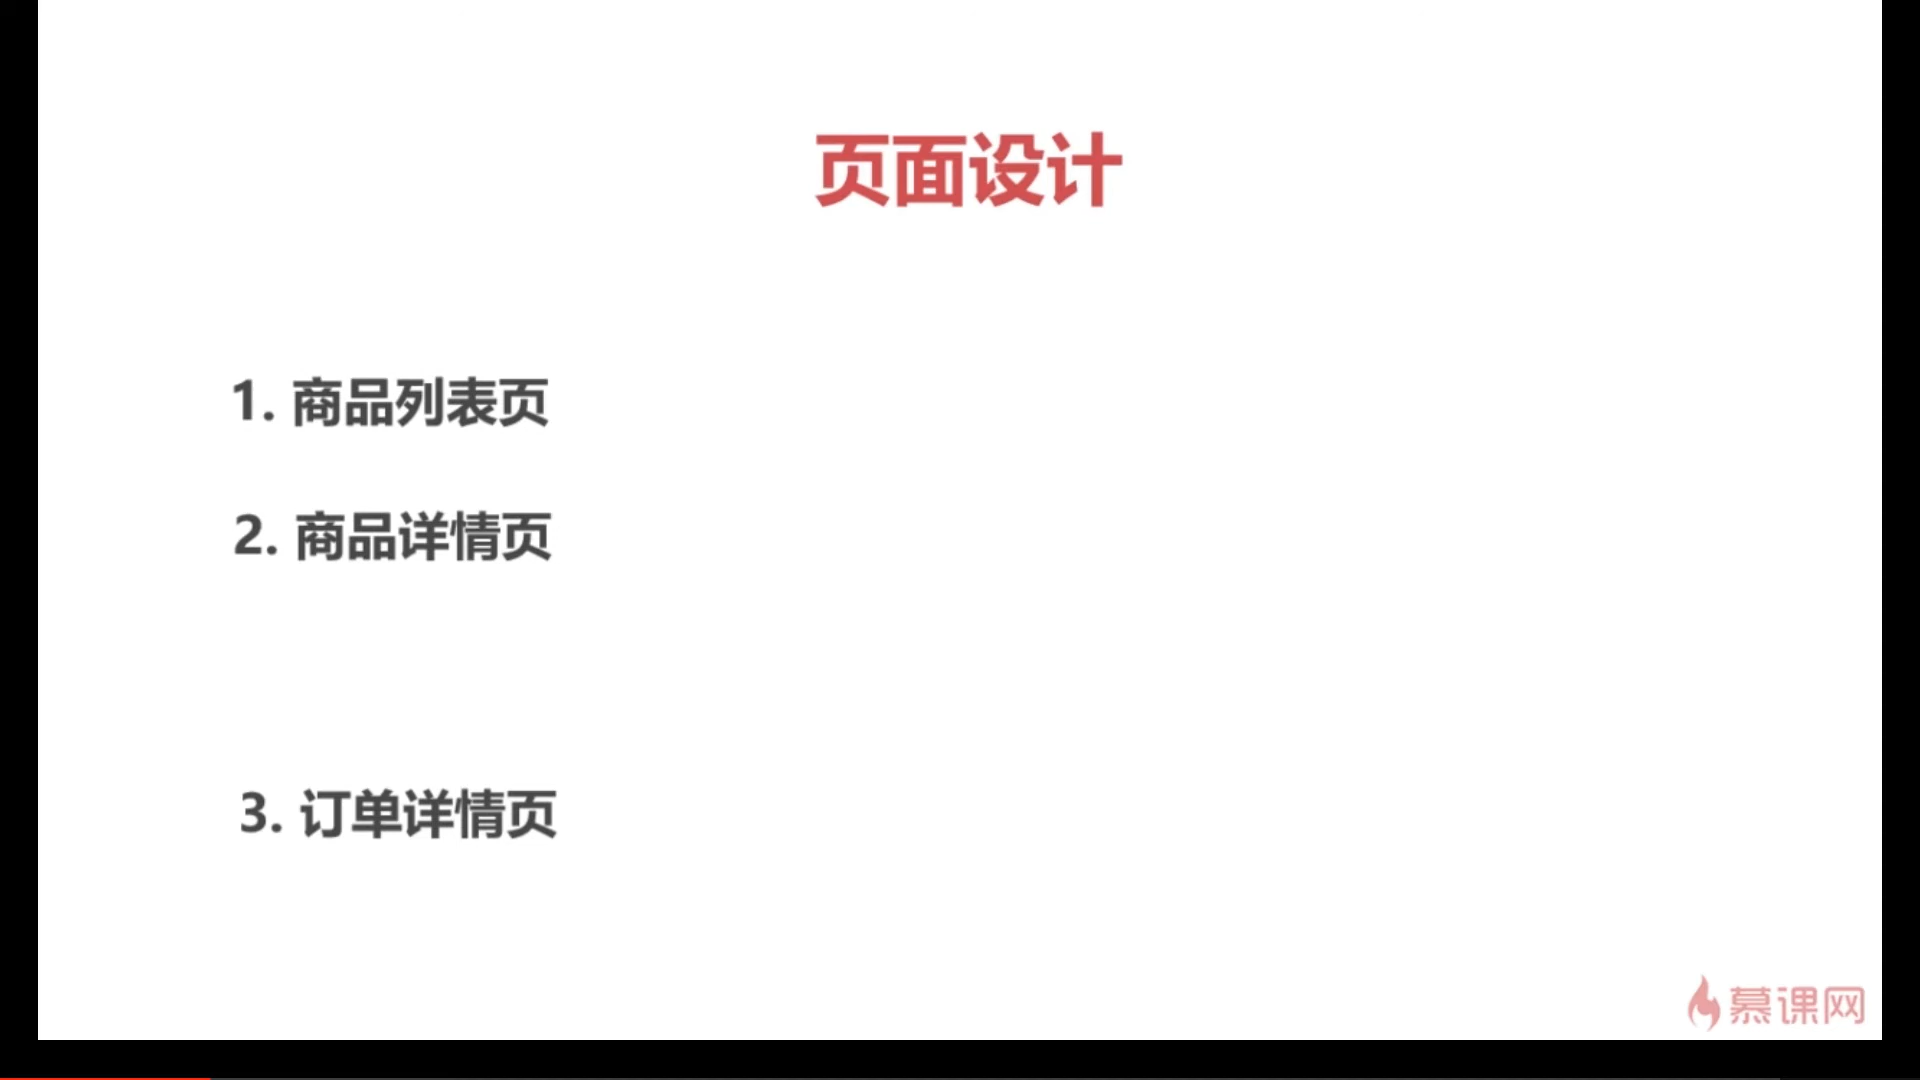 页面设计
1. 商品列表页
2. 商品详情页
3. 订单详情页
慕课网